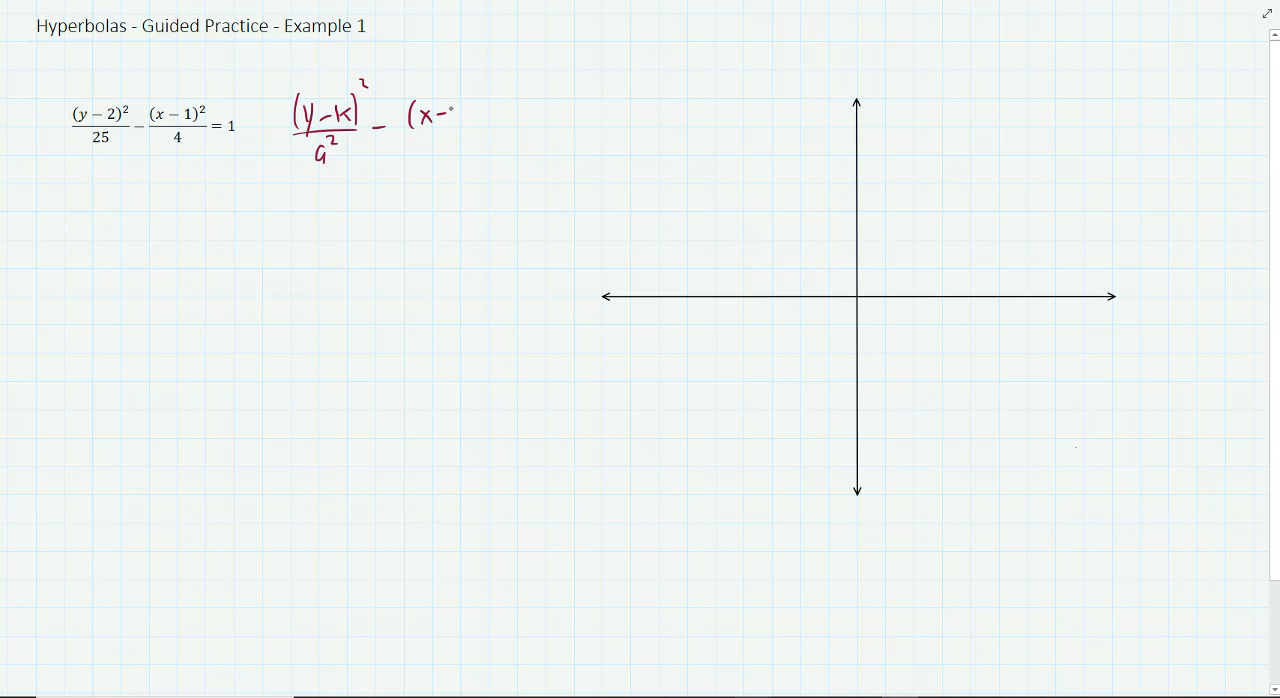 Hyperbolas - Guided Practice - Example 1
(y − 2)²/25 − (x − 1)²/4 = 1
(y − k)²/a² − (x −